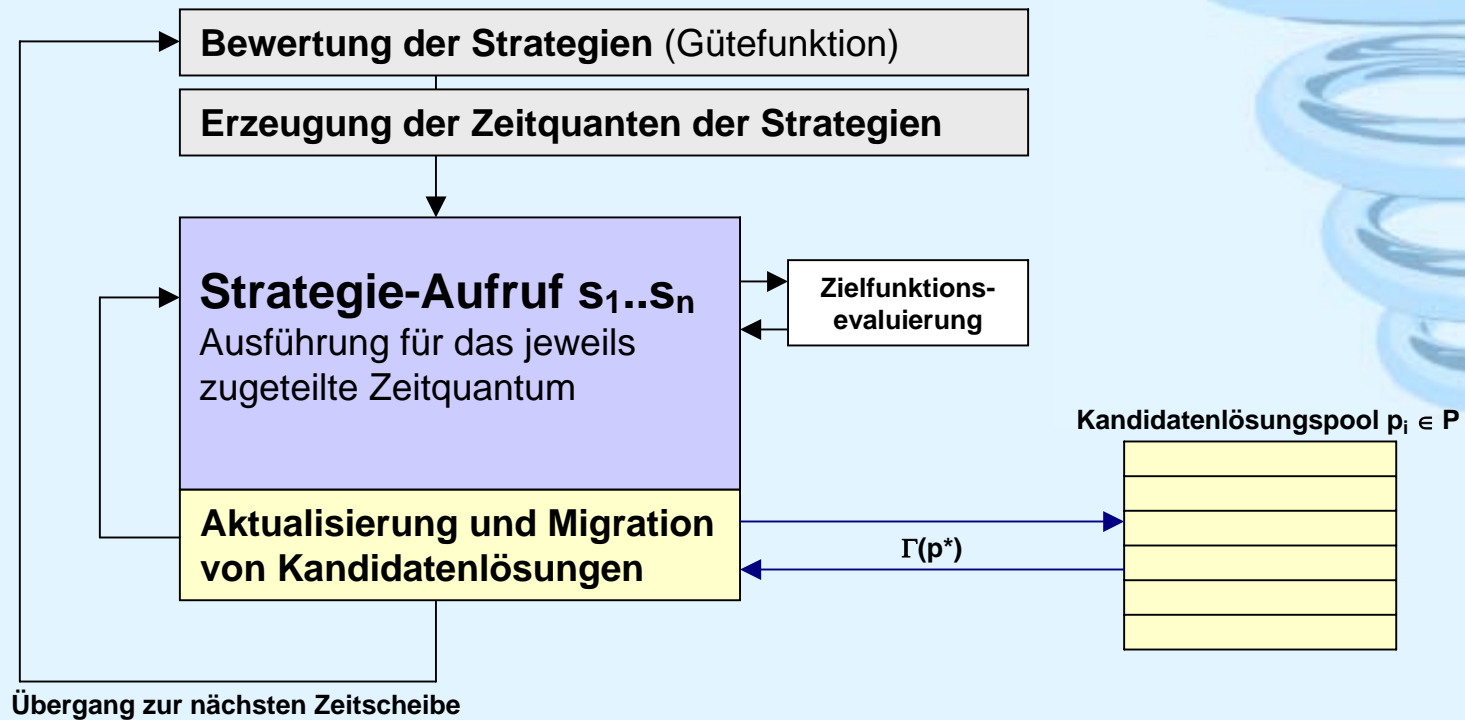 Bewertung der Strategien (Gütefunktion)
Erzeugung der Zeitquanten der Strategien
Strategie-Aufruf s₁..sₙ
Ausführung für das jeweils
zugeteilte Zeitquantum
Zielfunktions-
evaluierung
Kandidatenlösungspool pᵢ ∈ P
Aktualisierung und Migration
von Kandidatenlösungen
Γ(p*)
Übergang zur nächsten Zeitscheibe